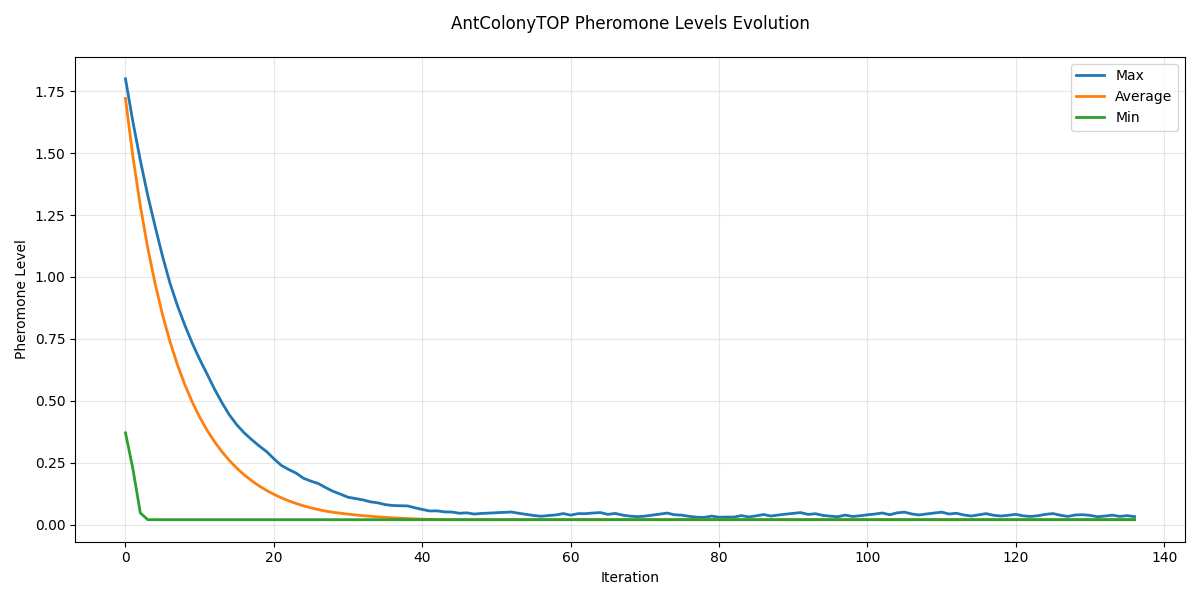 AntColonyTOP Pheromone Levels Evolution
Max
Average
Min
Pheromone Level
1.75
1.50
1.25
1.00
0.75
0.50
0.25
0.00
0 20 40 60 80 100 120 140
Iteration